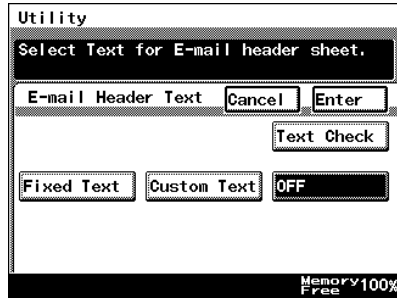 Utility
Select Text for E-mail header sheet.
E-mail Header Text Cancel Enter
Text Check
Fixed Text Custom Text OFF
Memory Free 100%